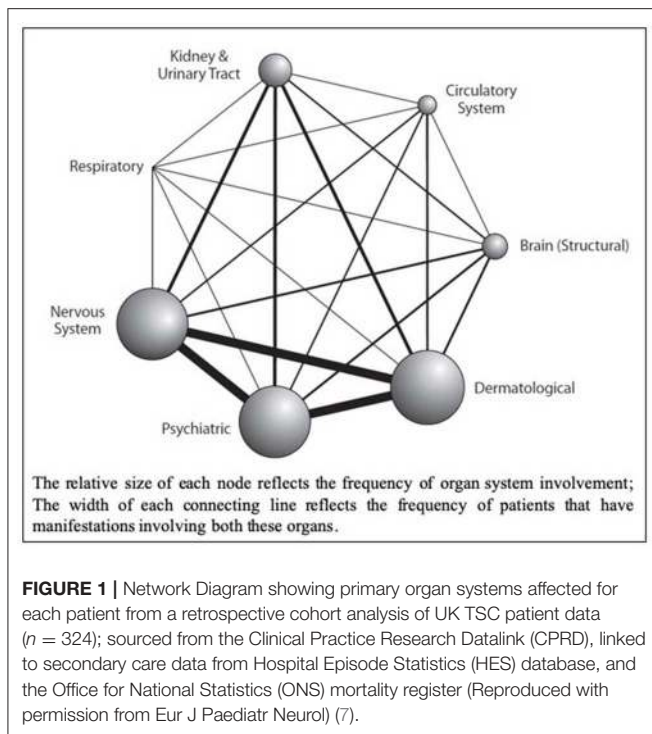 Kidney &
Urinary Tract
Circulatory
System
Respiratory
Brain (Structural)
Nervous
System
Dermatological
Psychiatric
The relative size of each node reflects the frequency of organ system involvement;
The width of each connecting line reflects the frequency of patients that have
manifestations involving both these organs.
FIGURE 1 | Network Diagram showing primary organ systems affected for
each patient from a retrospective cohort analysis of UK TSC patient data
(n = 324); sourced from the Clinical Practice Research Datalink (CPRD), linked
to secondary care data from Hospital Episode Statistics (HES) database, and
the Office for National Statistics (ONS) mortality register (Reproduced with
permission from Eur J Paediatr Neurol) (7).